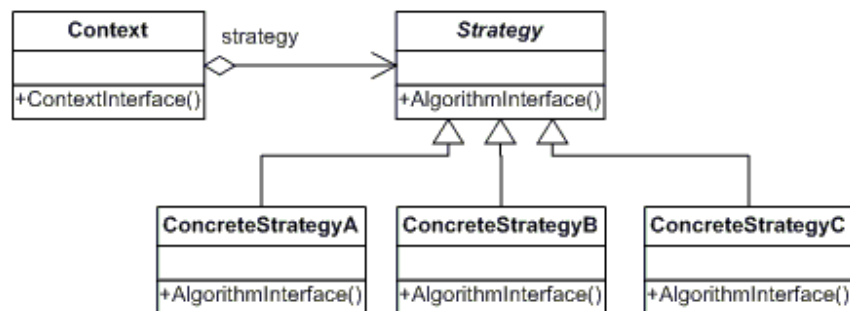 Context
strategy
Strategy
+ContextInterface()
+AlgorithmInterface()
ConcreteStrategyA
ConcreteStrategyB
ConcreteStrategyC
+AlgorithmInterface()
+AlgorithmInterface()
+AlgorithmInterface()